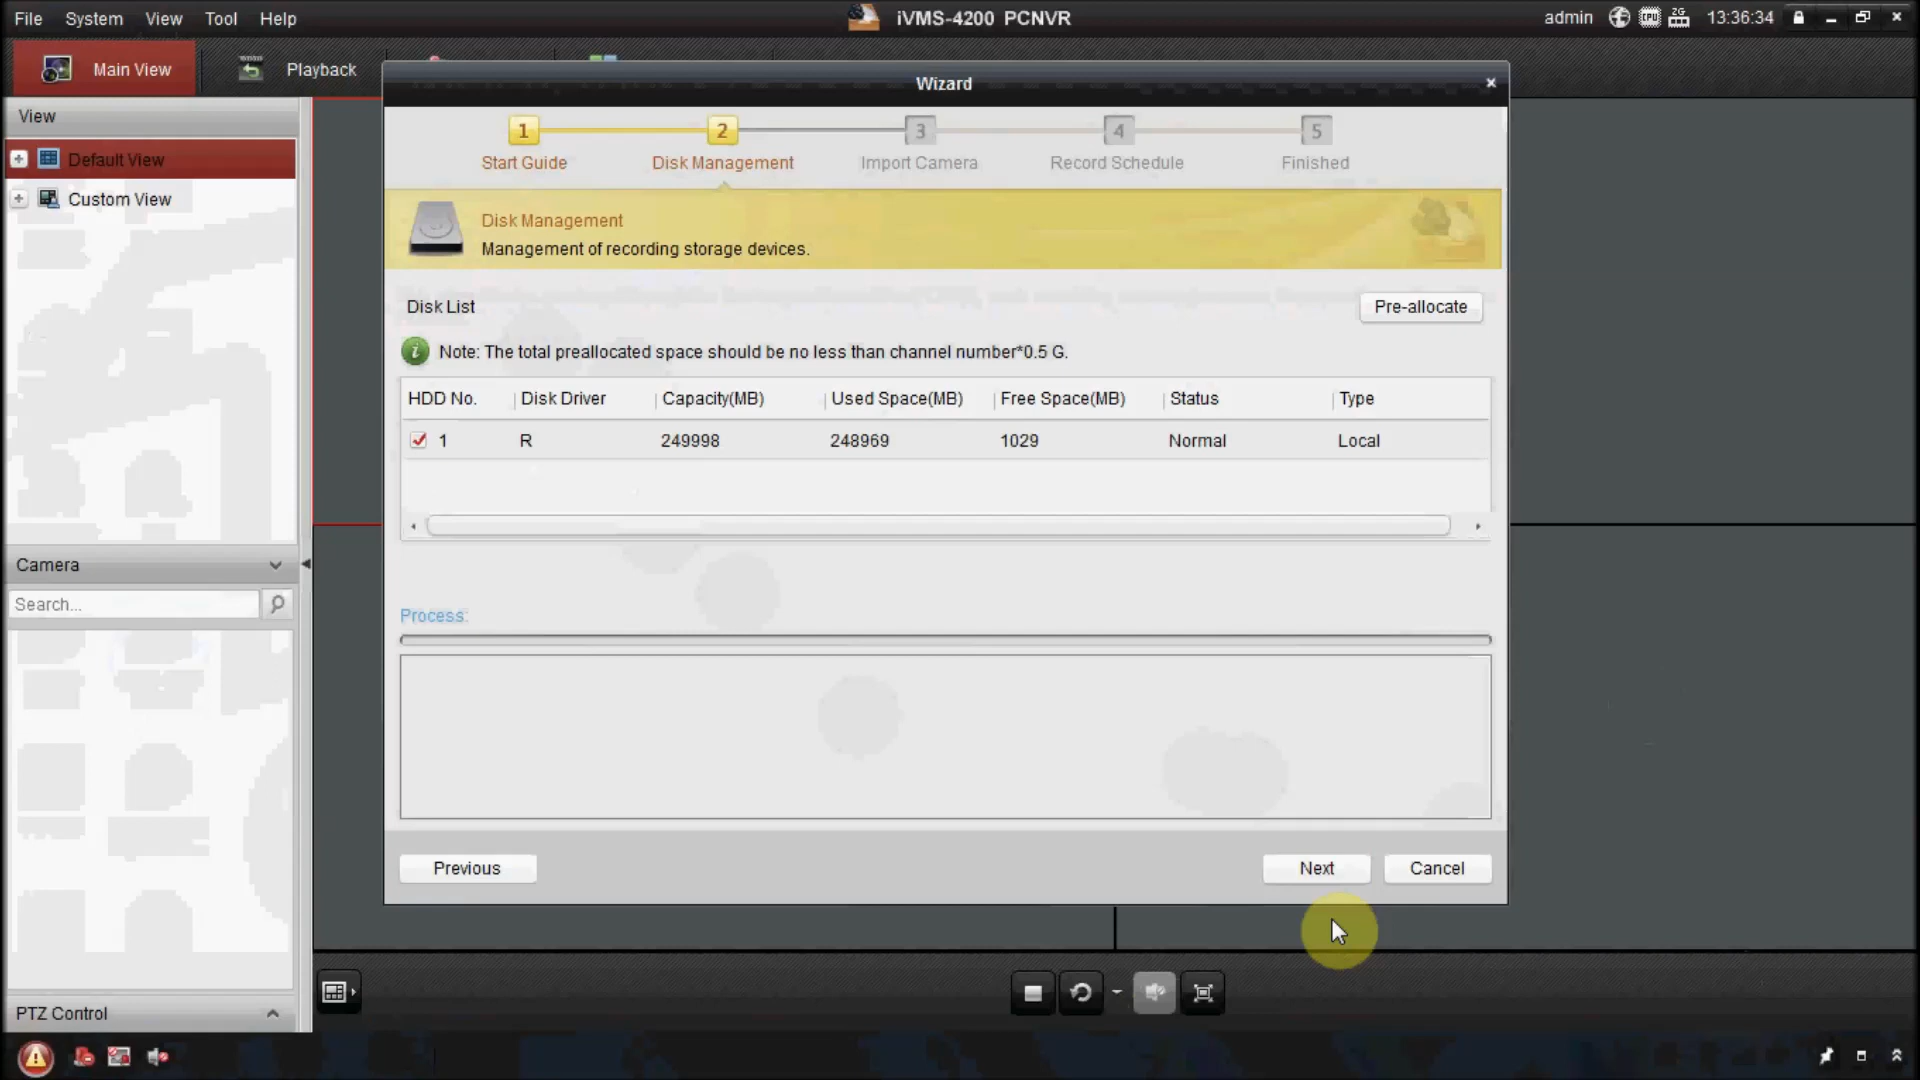 File System View Tool Help
iVMS-4200 PCNVR
admin 13:36:34
Main View
Playback
View
Default View
Custom View
Camera
Search...
PTZ Control
Wizard
1 2 3 4 5
Start Guide Disk Management Import Camera Record Schedule Finished
Disk Management
Management of recording storage devices.
Disk List
Pre-allocate
Note: The total preallocated space should be no less than channel number*0.5 G.
HDD No. Disk Driver Capacity(MB) Used Space(MB) Free Space(MB) Status Type
1 R 249998 248969 1029 Normal Local
Process:
Previous
Next
Cancel